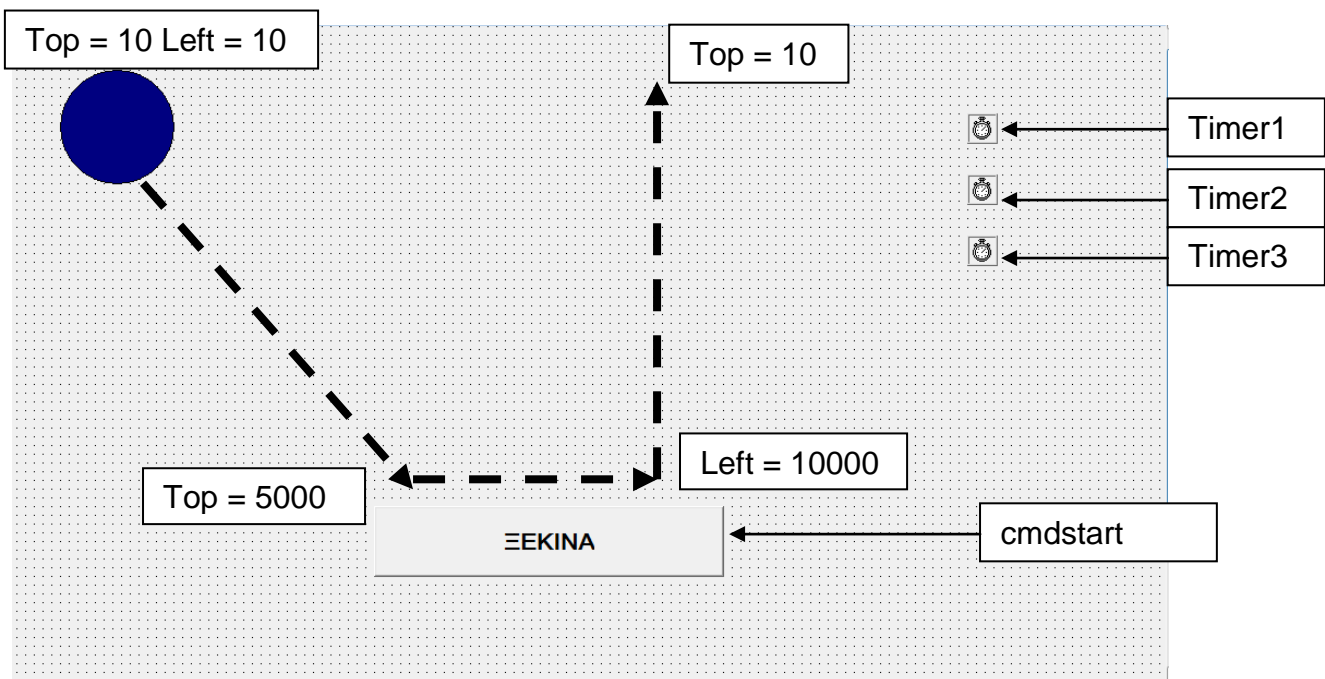 Top = 10 Left = 10
Top = 10
Timer1
Timer2
Timer3
Left = 10000
Top = 5000
ΞΕΚΙΝΑ
cmdstart